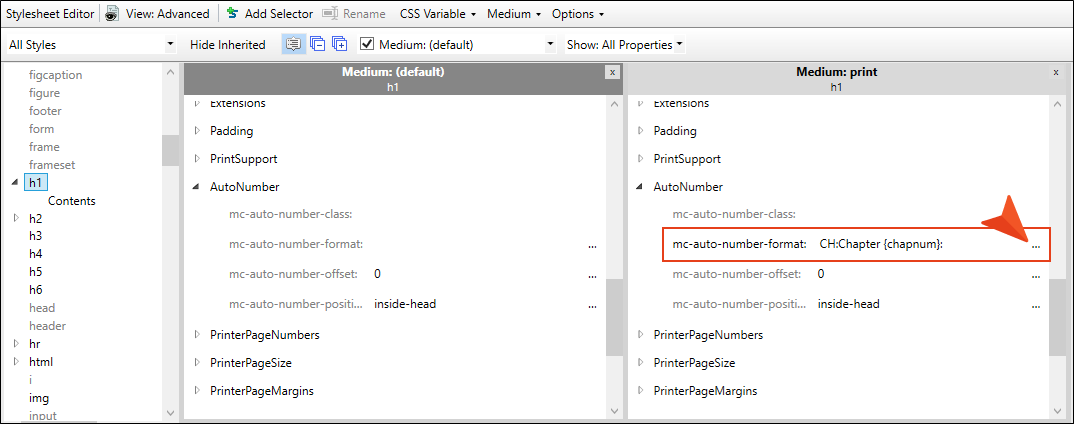 Stylesheet Editor View: Advanced Add Selector Rename CSS Variable Medium Options
All Styles Hide Inherited Medium: (default) Show: All Properties
figcaption
figure
footer
form
frame
frameset
h1
Contents
h2
h3
h4
h5
h6
head
header
hr
html
i
img
input
Medium: (default) x
h1
Extensions
Padding
PrintSupport
AutoNumber
mc-auto-number-class:
mc-auto-number-format: ...
mc-auto-number-offset: 0 ...
mc-auto-number-positi... inside-head ...
PrinterPageNumbers
PrinterPageSize
PrinterPageMargins
Medium: print x
h1
Extensions
Padding
PrintSupport
AutoNumber
mc-auto-number-class:
mc-auto-number-format: CH:Chapter {chapnum}: ...
mc-auto-number-offset: 0 ...
mc-auto-number-positi... inside-head ...
PrinterPageNumbers
PrinterPageSize
PrinterPageMargins